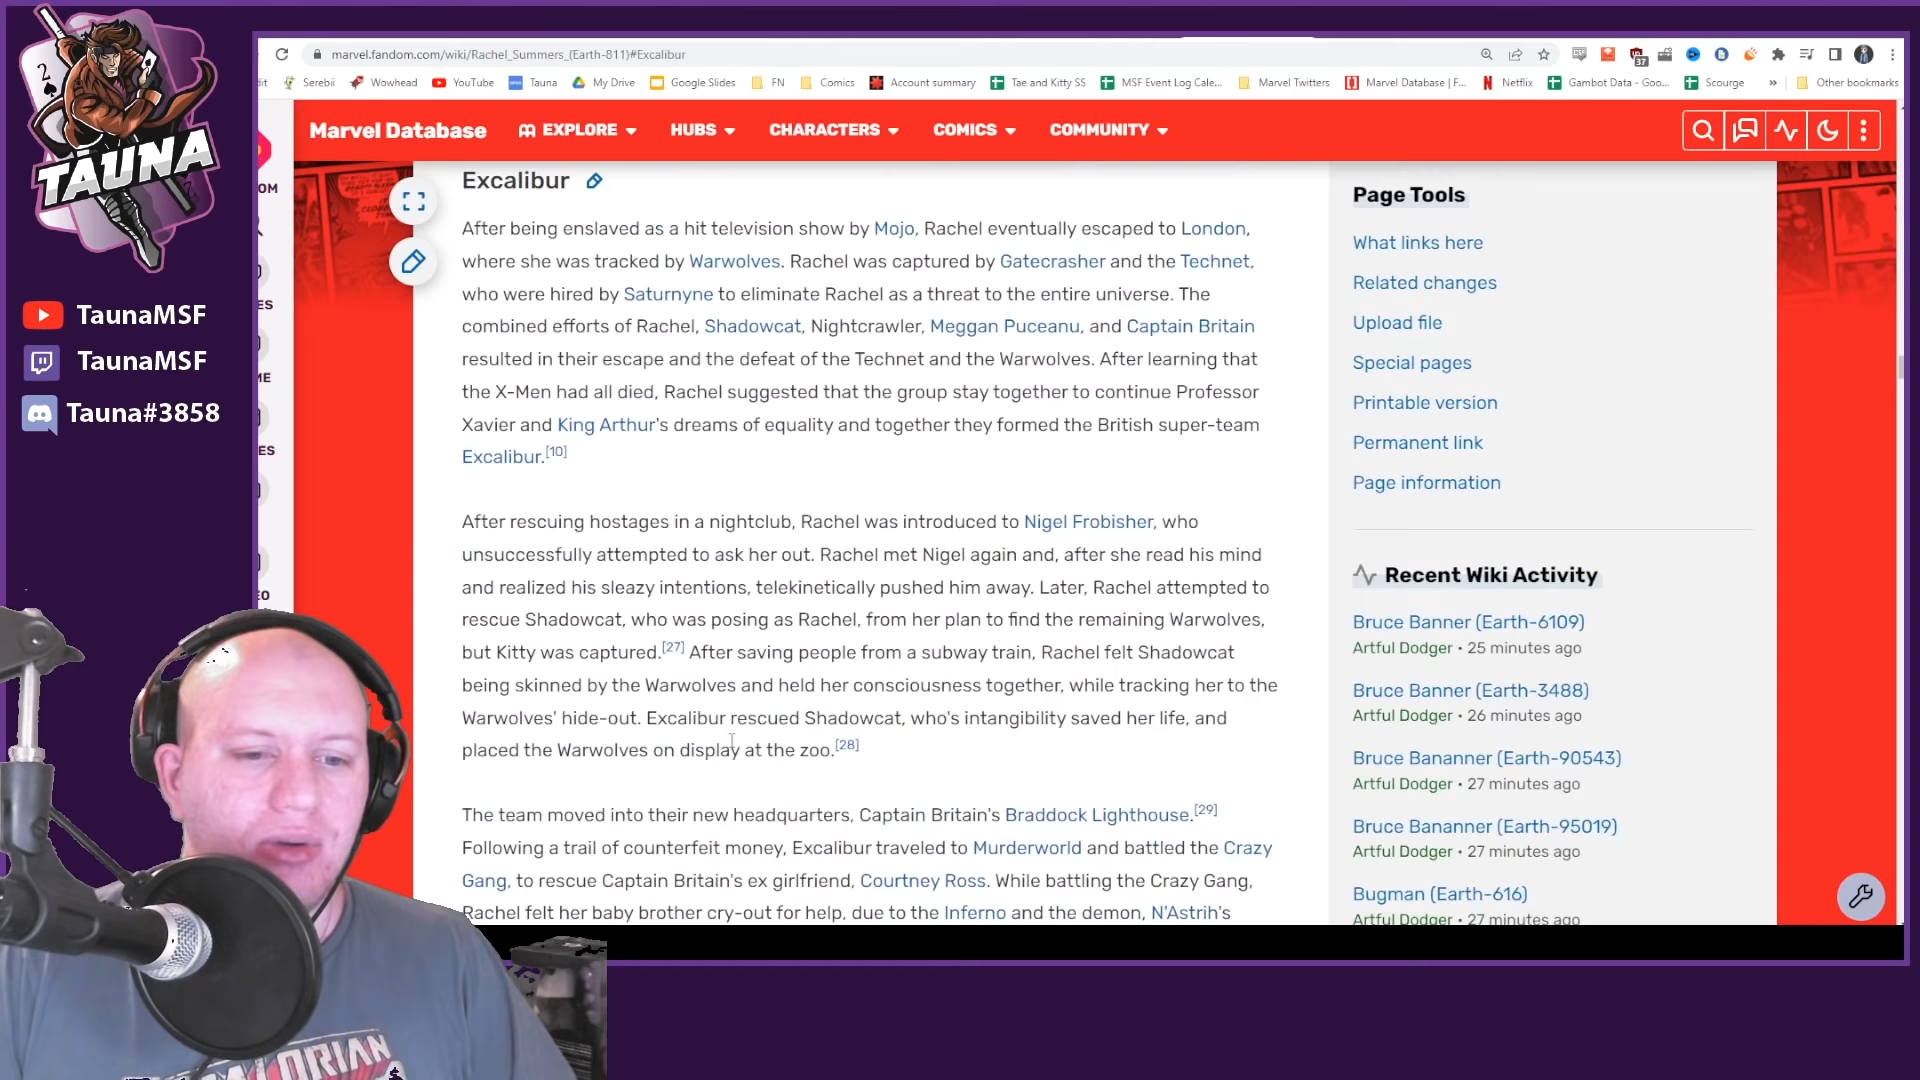 TAUNA
2
TaunaMSF
TaunaMSF
Tauna#3858
marvel.fandom.com/wiki/Rachel_Summers_(Earth-811)#Excalibur
37
Serebii
Wowhead
YouTube
Tauna
My Drive
Google Slides
FN
Comics
Account summary
Tae and Kitty SS
MSF Event Log Cale...
Marvel Twitters
Marvel Database | F...
Netflix
Gambot Data - Goo...
Scourge
»
Other bookmarks
Marvel Database
EXPLORE
HUBS
CHARACTERS
COMICS
COMMUNITY
OM
ES
ME
ES
EO
Excalibur
After being enslaved as a hit television show by Mojo, Rachel eventually escaped to London,
where she was tracked by Warwolves. Rachel was captured by Gatecrasher and the Technet,
who were hired by Saturnyne to eliminate Rachel as a threat to the entire universe. The
combined efforts of Rachel, Shadowcat, Nightcrawler, Meggan Puceanu, and Captain Britain
resulted in their escape and the defeat of the Technet and the Warwolves. After learning that
the X-Men had all died, Rachel suggested that the group stay together to continue Professor
Xavier and King Arthur's dreams of equality and together they formed the British super-team
Excalibur.[10]
After rescuing hostages in a nightclub, Rachel was introduced to Nigel Frobisher, who
unsuccessfully attempted to ask her out. Rachel met Nigel again and, after she read his mind
and realized his sleazy intentions, telekinetically pushed him away. Later, Rachel attempted to
rescue Shadowcat, who was posing as Rachel, from her plan to find the remaining Warwolves,
but Kitty was captured.[27] After saving people from a subway train, Rachel felt Shadowcat
being skinned by the Warwolves and held her consciousness together, while tracking her to the
Warwolves' hide-out. Excalibur rescued Shadowcat, who's intangibility saved her life, and
placed the Warwolves on display at the zoo.[28]
The team moved into their new headquarters, Captain Britain's Braddock Lighthouse.[29]
Following a trail of counterfeit money, Excalibur traveled to Murderworld and battled the Crazy
Gang, to rescue Captain Britain's ex girlfriend, Courtney Ross. While battling the Crazy Gang,
Rachel felt her baby brother cry-out for help, due to the Inferno and the demon, N'Astrih's
Page Tools
What links here
Related changes
Upload file
Special pages
Printable version
Permanent link
Page information
Recent Wiki Activity
Bruce Banner (Earth-6109)
Artful Dodger • 25 minutes ago
Bruce Banner (Earth-3488)
Artful Dodger • 26 minutes ago
Bruce Bananner (Earth-90543)
Artful Dodger • 27 minutes ago
Bruce Bananner (Earth-95019)
Artful Dodger • 27 minutes ago
Bugman (Earth-616)
Artful Dodger • 27 minutes ago